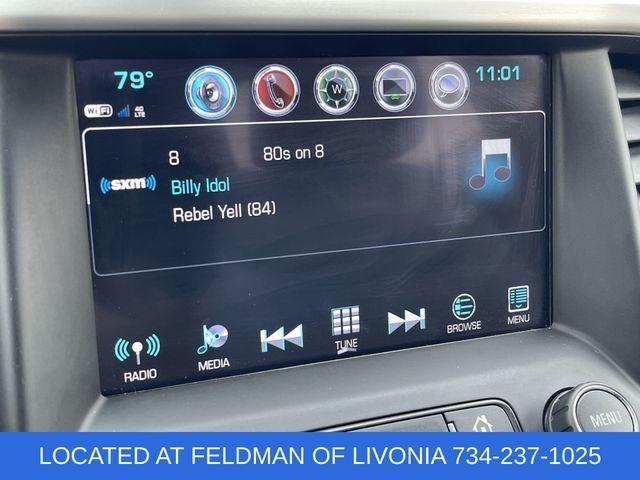 79° 11:01
W
WiFi 4G LTE
8 80s on 8
((sxm))
Billy Idol
Rebel Yell (84)
RADIO MEDIA TUNE BROWSE MENU
MENU
LOCATED AT FELDMAN OF LIVONIA 734-237-1025